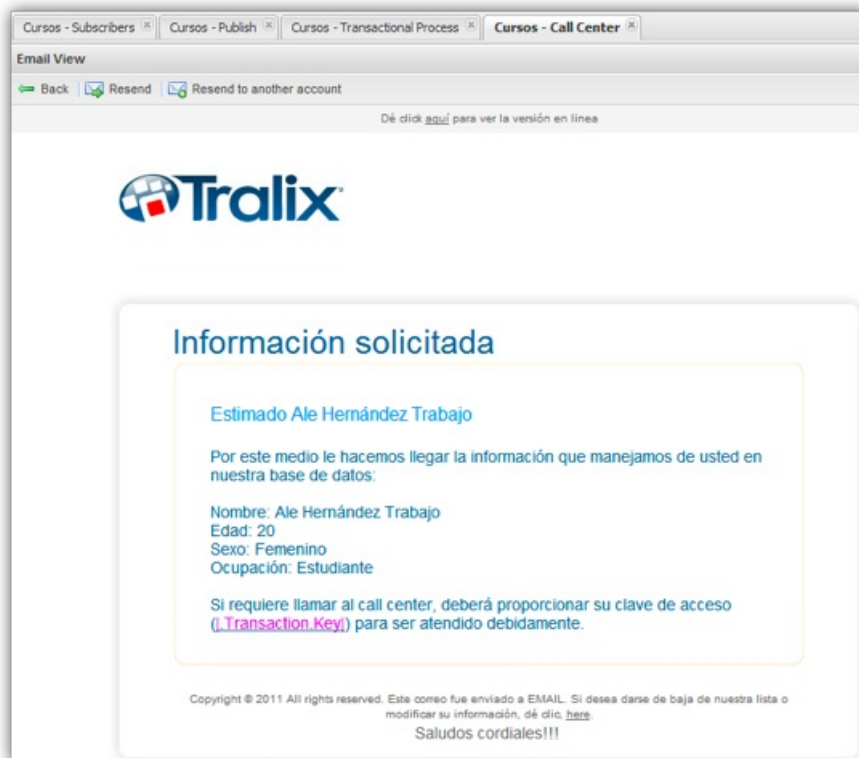 Cursos - Subscribers Cursos - Publish Cursos - Transactional Process Cursos - Call Center
Email View
Back Resend Resend to another account
Dé click aquí para ver la versión en linea
Tralix
Información solicitada
Estimado Ale Hernández Trabajo
Por este medio le hacemos llegar la información que manejamos de usted en
nuestra base de datos:
Nombre: Ale Hernández Trabajo
Edad: 20
Sexo: Femenino
Ocupación: Estudiante
Si requiere llamar al call center, deberá proporcionar su clave de acceso
(|.Transaction.Key|) para ser atendido debidamente.
Copyright © 2011 All rights reserved. Este correo fue enviado a EMAIL. Si desea darse de baja de nuestra lista o
modificar su información, dé clic, here.
Saludos cordiales!!!